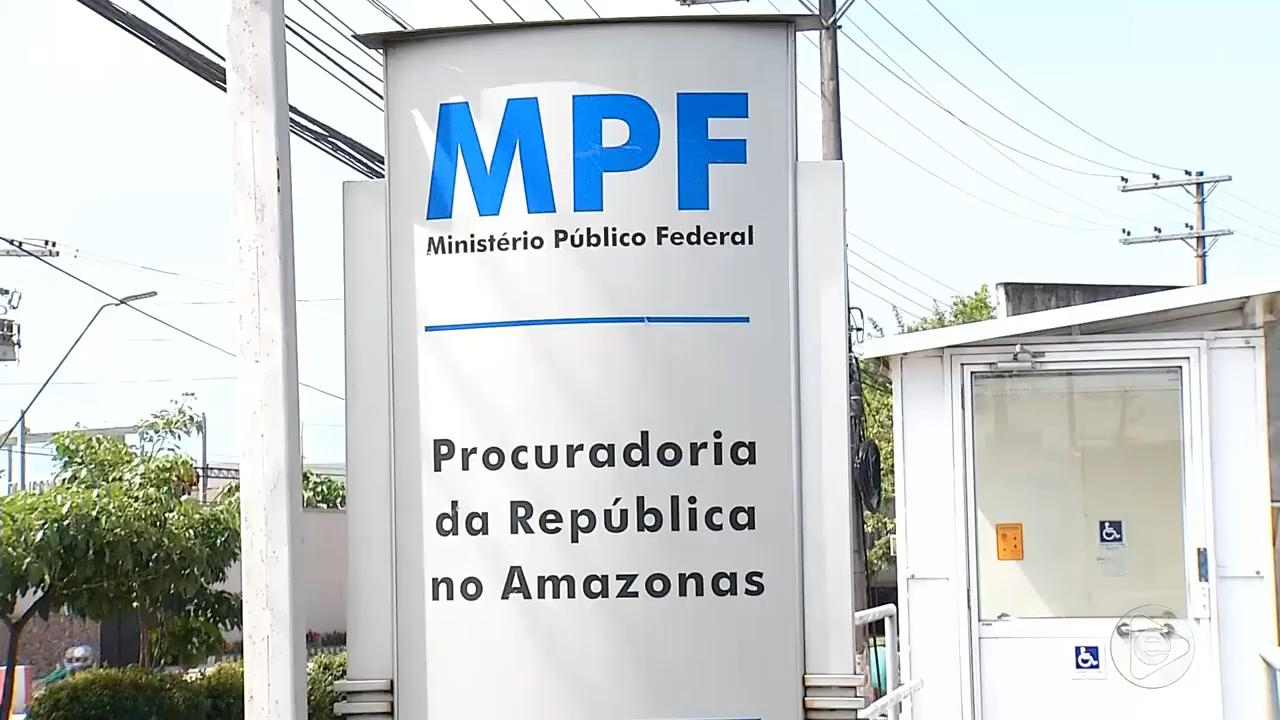 MPF
Ministério Público Federal
Procuradoria
da República
no Amazonas